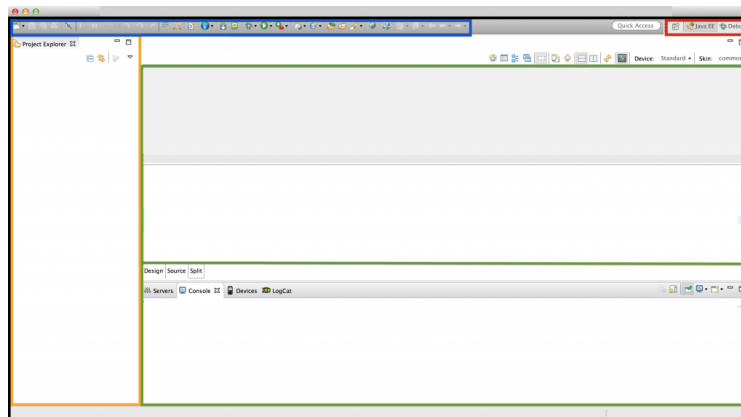 Quick Access
Java EE
Project Explorer
Device: Standard
Skin:
Design Source Split
Servers Console Devices LogCat